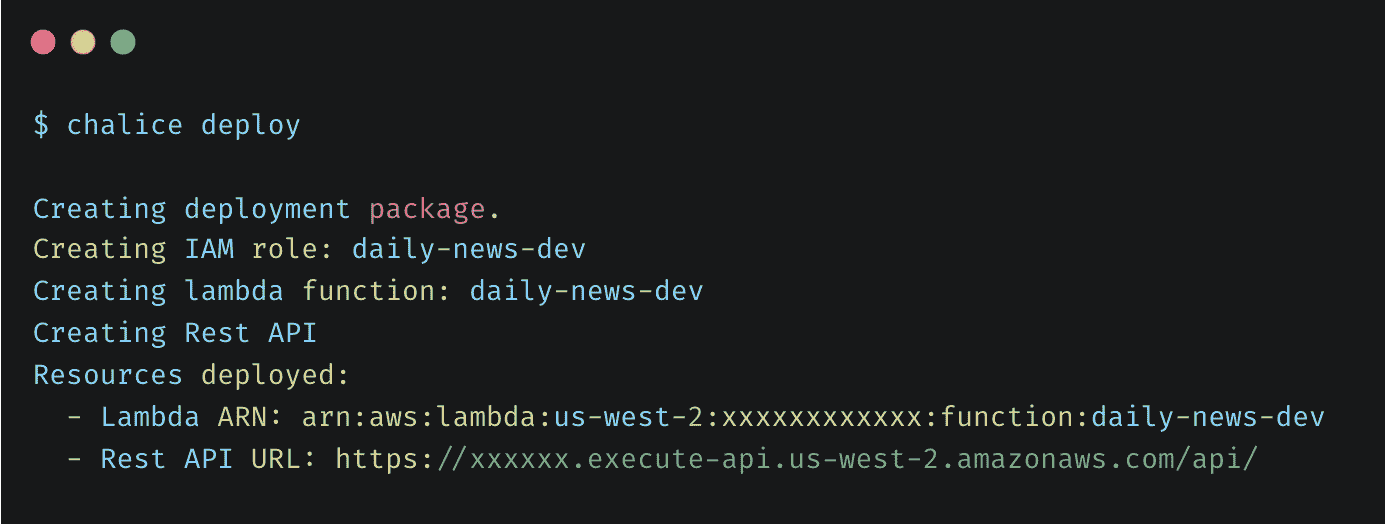 $ chalice deploy
Creating deployment package.
Creating IAM role: daily-news-dev
Creating lambda function: daily-news-dev
Creating Rest API
Resources deployed:
- Lambda ARN: arn:aws:lambda:us-west-2:xxxxxxxxxxxx:function:daily-news-dev
- Rest API URL: https://xxxxxx.execute-api.us-west-2.amazonaws.com/api/